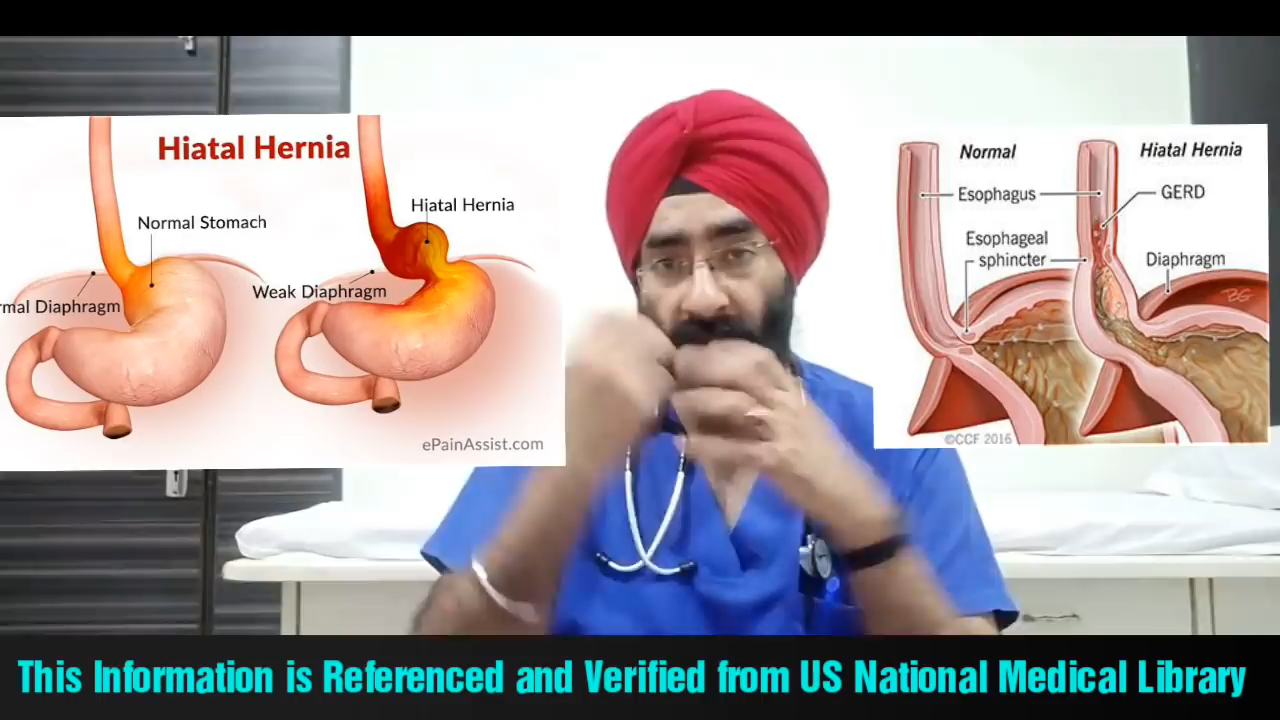 Hiatal Hernia
Hiatal Hernia
Normal Stomach
Weak Diaphragm
Diaphragm
ePainAssist.com
Normal
Hiatal Hernia
Esophagus
GERD
Esophageal
sphincter
Diaphragm
©CCF 2016
This Information is Referenced and Verified from US National Medical Library